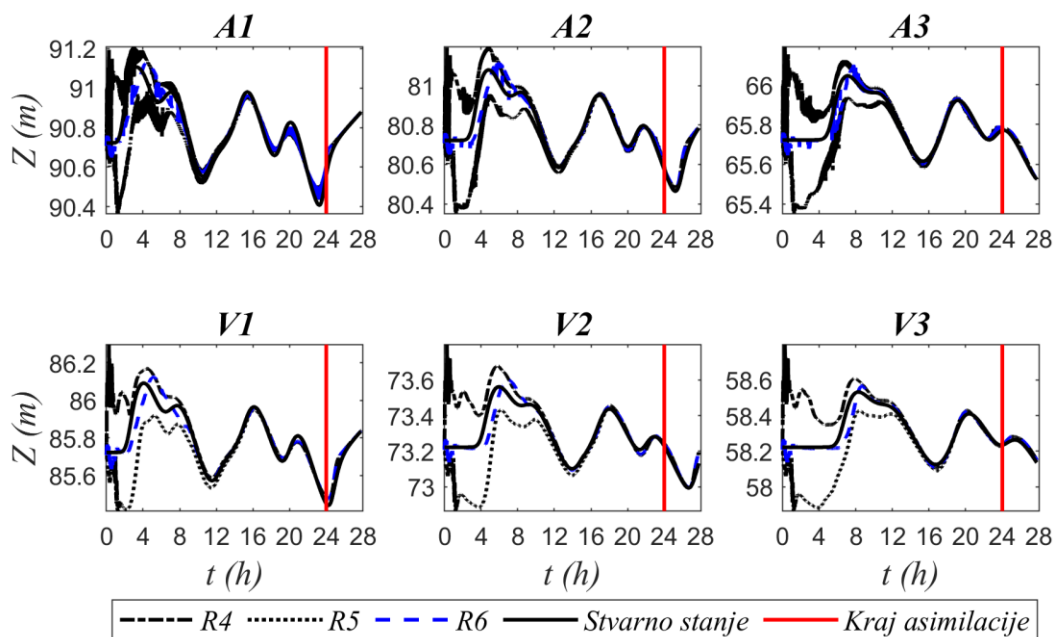 A1 A2 A3
Z (m)
91.2
91
90.8
90.6
90.4
81
80.8
80.6
80.4
66
65.8
65.6
65.4
0 4 8 12 16 20 24 28
0 4 8 12 16 20 24 28
0 4 8 12 16 20 24 28
V1 V2 V3
Z (m)
86.2
86
85.8
85.6
73.6
73.4
73.2
73
58.6
58.4
58.2
58
0 4 8 12 16 20 24 28
0 4 8 12 16 20 24 28
0 4 8 12 16 20 24 28
t (h) t (h) t (h)
R4 R5 R6 Stvarno stanje Kraj asimilacije